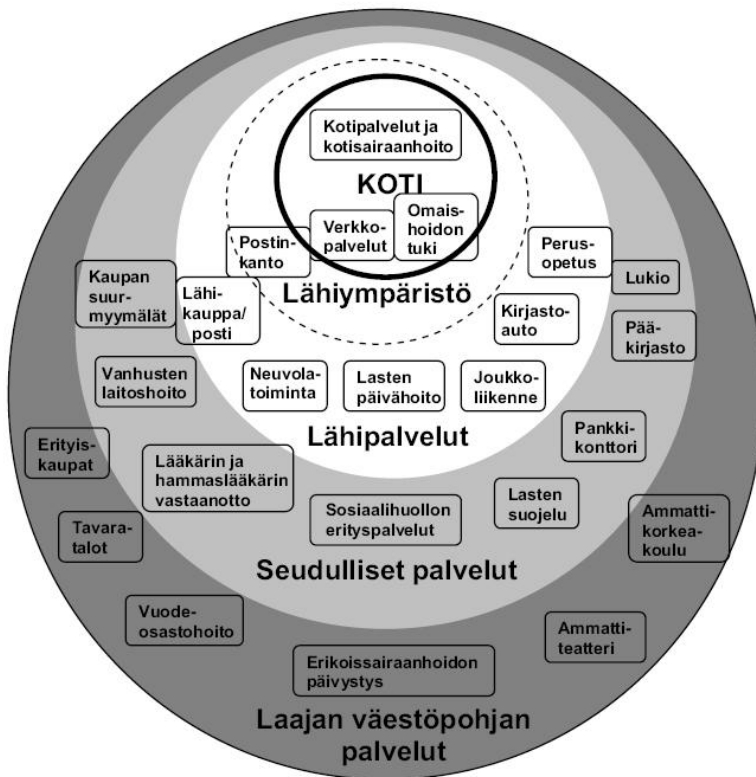 Kotipalvelut ja
kotisairaanhoito
KOTI
Verkko-
palvelut
Omais-
hoidon
tuki
Postin-
kanto
Lähiympäristö
Perus-
opetus
Lukio
Kaupan
suur-
myymälät
Lähi-
kauppa/
posti
Kirjasto-
auto
Pää-
kirjasto
Vanhusten
laitoshoito
Neuvola-
toiminta
Lasten
päivähoito
Joukko-
liikenne
Lähipalvelut
Pankki-
konttori
Erityis-
kaupat
Lääkärin ja
hammaslääkärin
vastaanotto
Sosiaalihuollon
erityspalvelut
Lasten
suojelu
Ammatti-
korkea-
koulu
Tavara-
talot
Seudulliset palvelut
Vuode-
osastohoito
Erikoissairaanhoidon
päivystys
Ammatti-
teatteri
Laajan väestöpohjan
palvelut